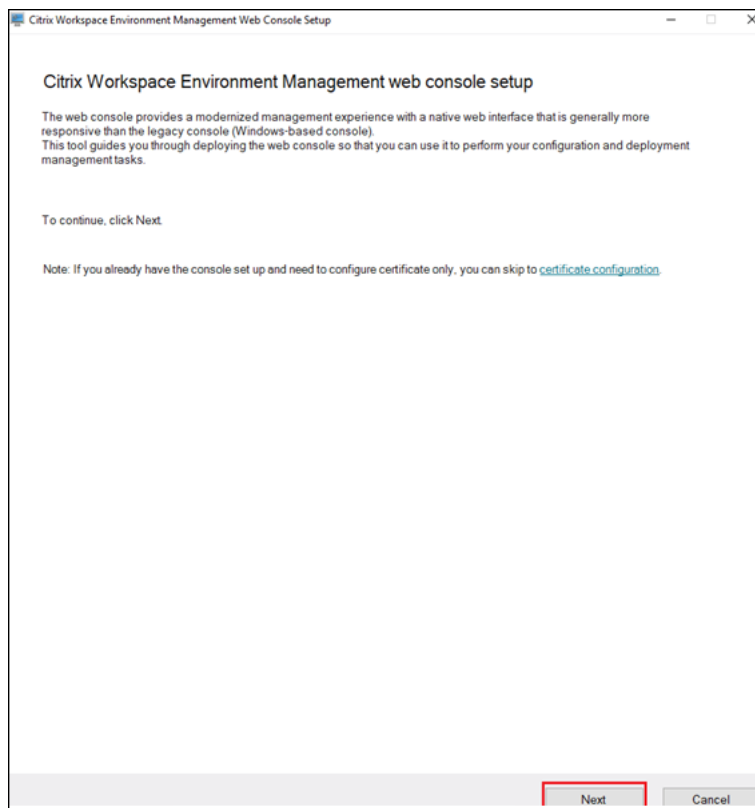 Citrix Workspace Environment Management Web Console Setup
Citrix Workspace Environment Management web console setup
The web console provides a modernized management experience with a native web interface that is generally more
responsive than the legacy console (Windows-based console).
This tool guides you through deploying the web console so that you can use it to perform your configuration and deployment
management tasks.
To continue, click Next.
Note: If you already have the console set up and need to configure certificate only, you can skip to certificate configuration.
Next Cancel